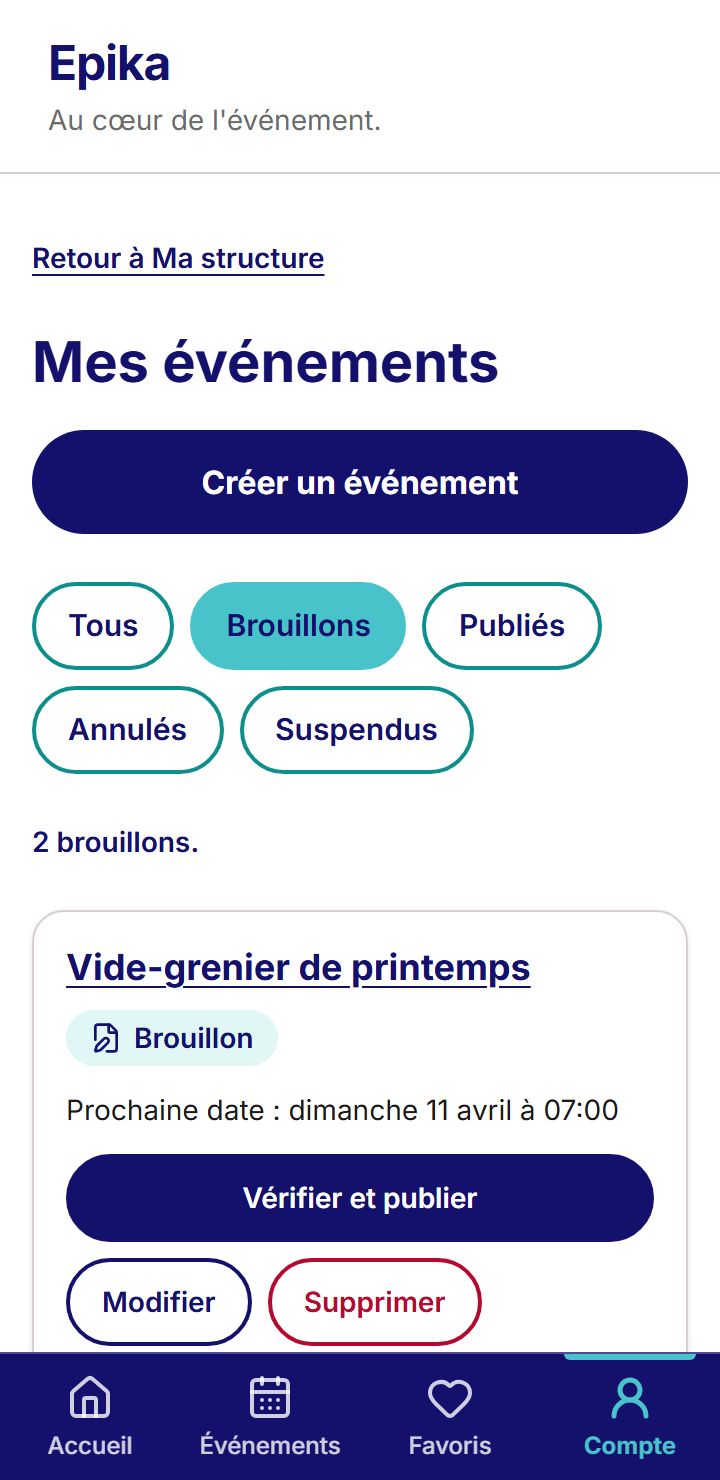 Epika
Au cœur de l'événement.
Retour à Ma structure
Mes événements
Créer un événement
Tous
Brouillons
Publiés
Annulés
Suspendus
2 brouillons.
Vide-grenier de printemps
Brouillon
Prochaine date : dimanche 11 avril à 07:00
Vérifier et publier
Modifier
Supprimer
Accueil
Événements
Favoris
Compte